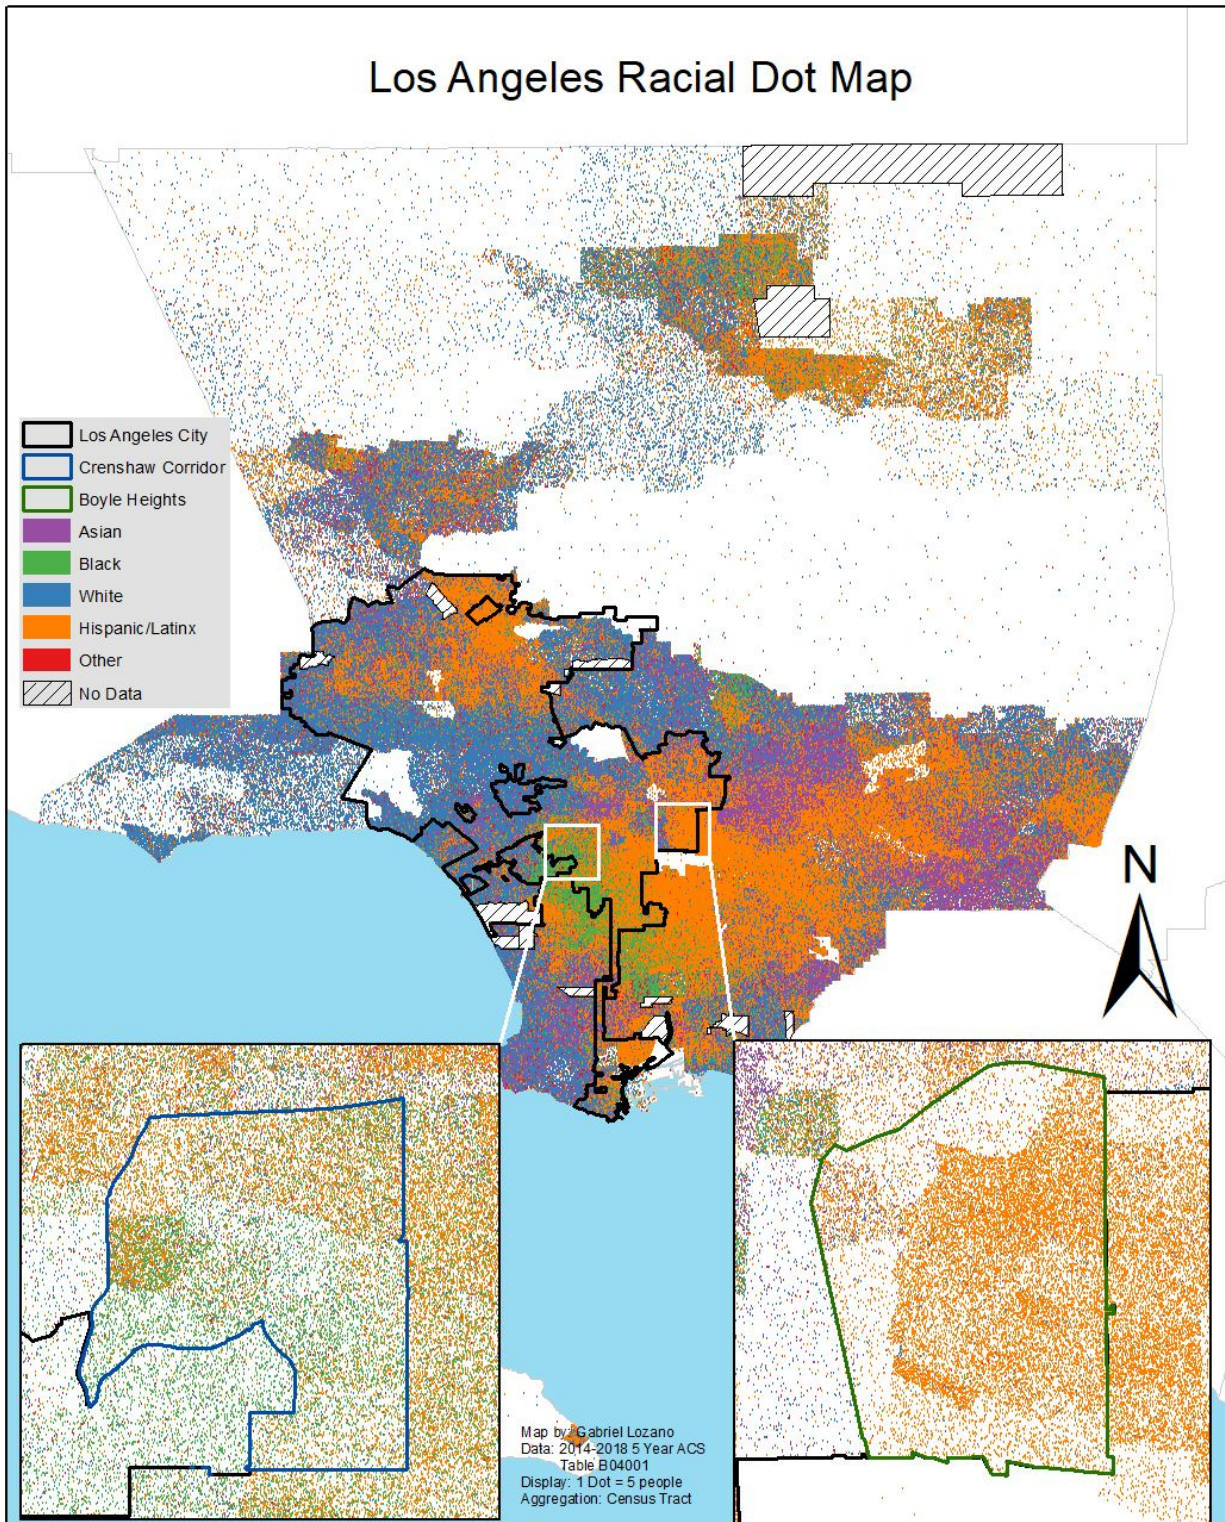 Los Angeles Racial Dot Map
Los Angeles City
Crenshaw Corridor
Boyle Heights
Asian
Black
White
Hispanic/Latinx
Other
No Data
N
Map by: Gabriel Lozano
Data: 2014-2018 5 Year ACS
Table B04001
Display: 1 Dot = 5 people
Aggregation: Census Tract